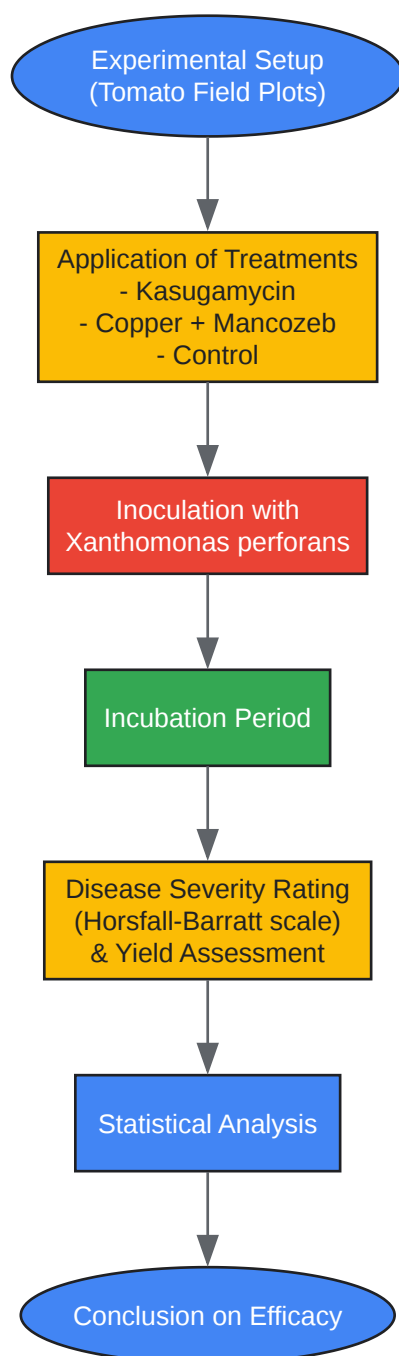 Experimental Setup
(Tomato Field Plots)
Application of Treatments
- Kasugamycin
- Copper + Mancozeb
- Control
Inoculation with
Xanthomonas perforans
Incubation Period
Disease Severity Rating
(Horsfall-Barratt scale)
& Yield Assessment
Statistical Analysis
Conclusion on Efficacy